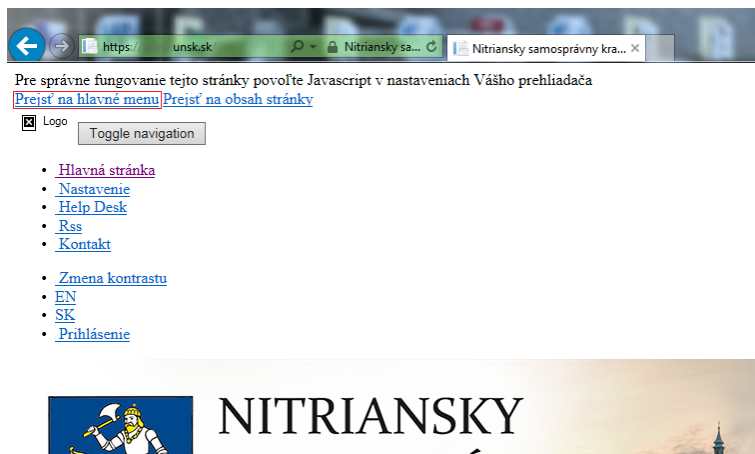 https:// unsk.sk/
Nitriansky sa...
Nitriansky samosprávny kra...
Pre správne fungovanie tejto stránky povoľte Javascript v nastaveniach Vášho prehliadača
Prejsť na hlavné menu Prejsť na obsah stránky
Logo
Toggle navigation
• Hlavná stránka
• Nastavenie
• Help Desk
• Rss
• Kontakt
• Zmena kontrastu
• EN
• SK
• Prihlásenie
NITRIANSKY